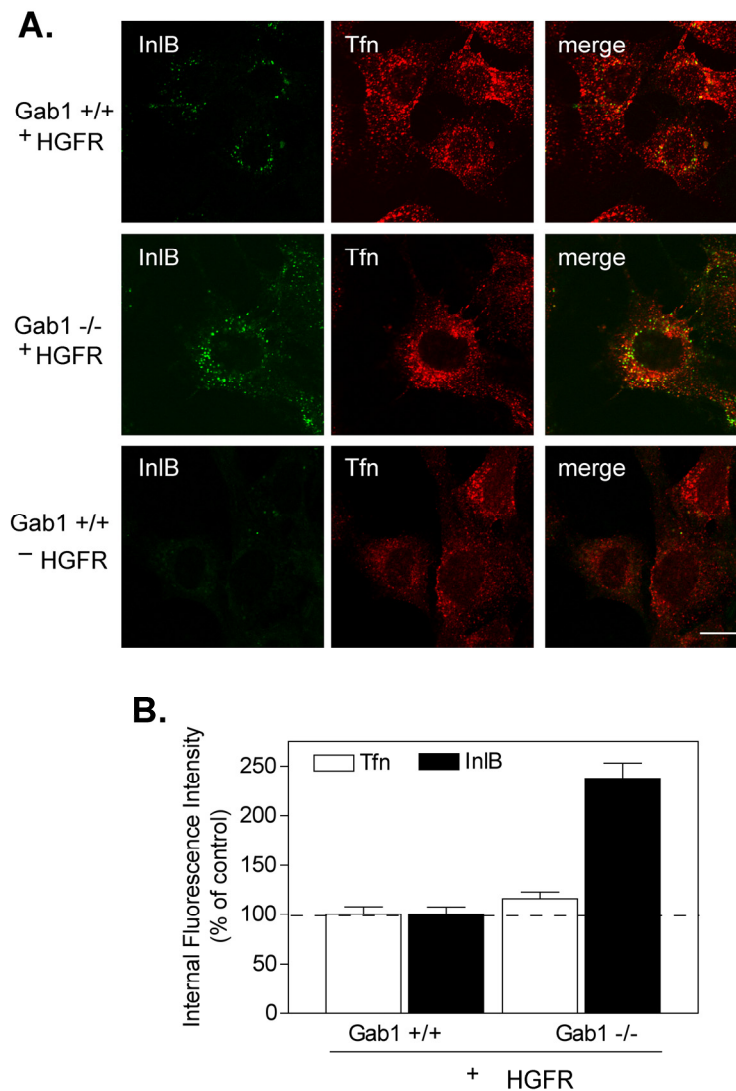 A.
InlB Tfn merge
Gab1 +/+
+ HGFR
InlB Tfn merge
Gab1 -/-
+ HGFR
InlB Tfn merge
Gab1 +/+
− HGFR
B.
Internal Fluorescence Intensity
(% of control)
Tfn InlB
250
200
150
100
50
0
Gab1 +/+ Gab1 -/-
+ HGFR